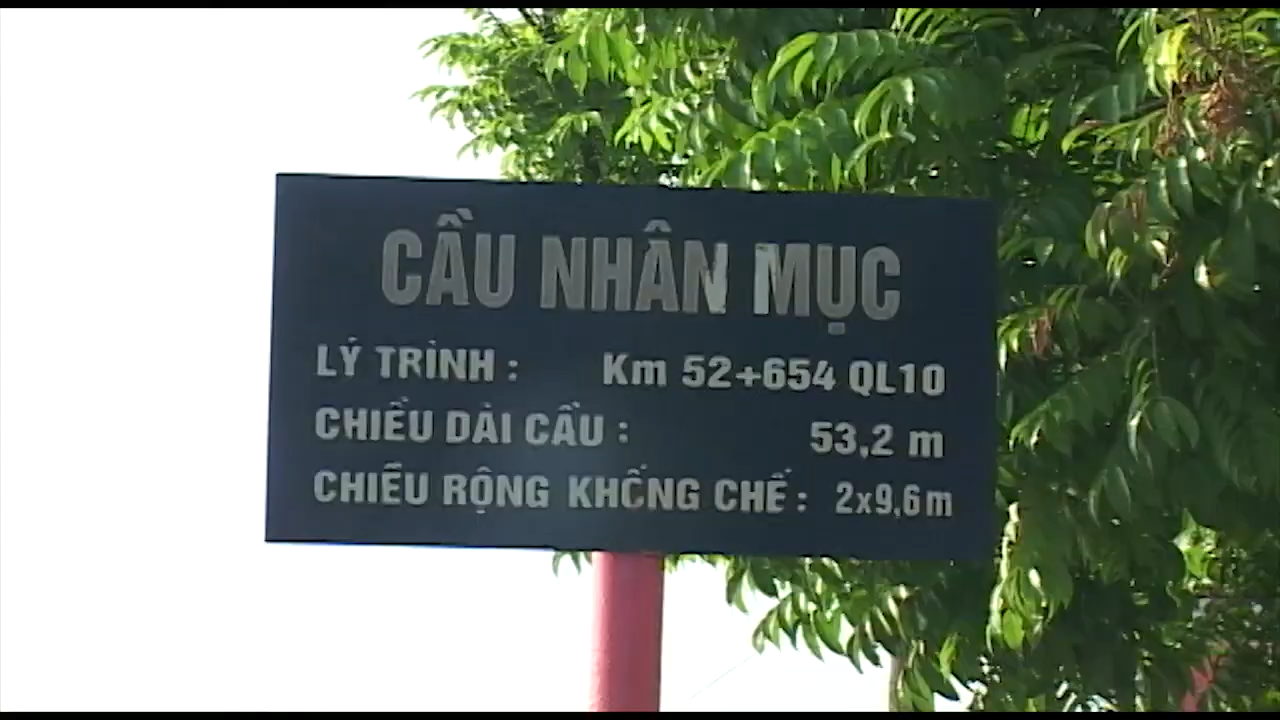 CẦU NHÂN MỤC
LÝ TRÌNH : Km 52+654 QL10
CHIỀU DÀI CẦU : 53,2 m
CHIỀU RỘNG KHỐNG CHẾ : 2x9,6m